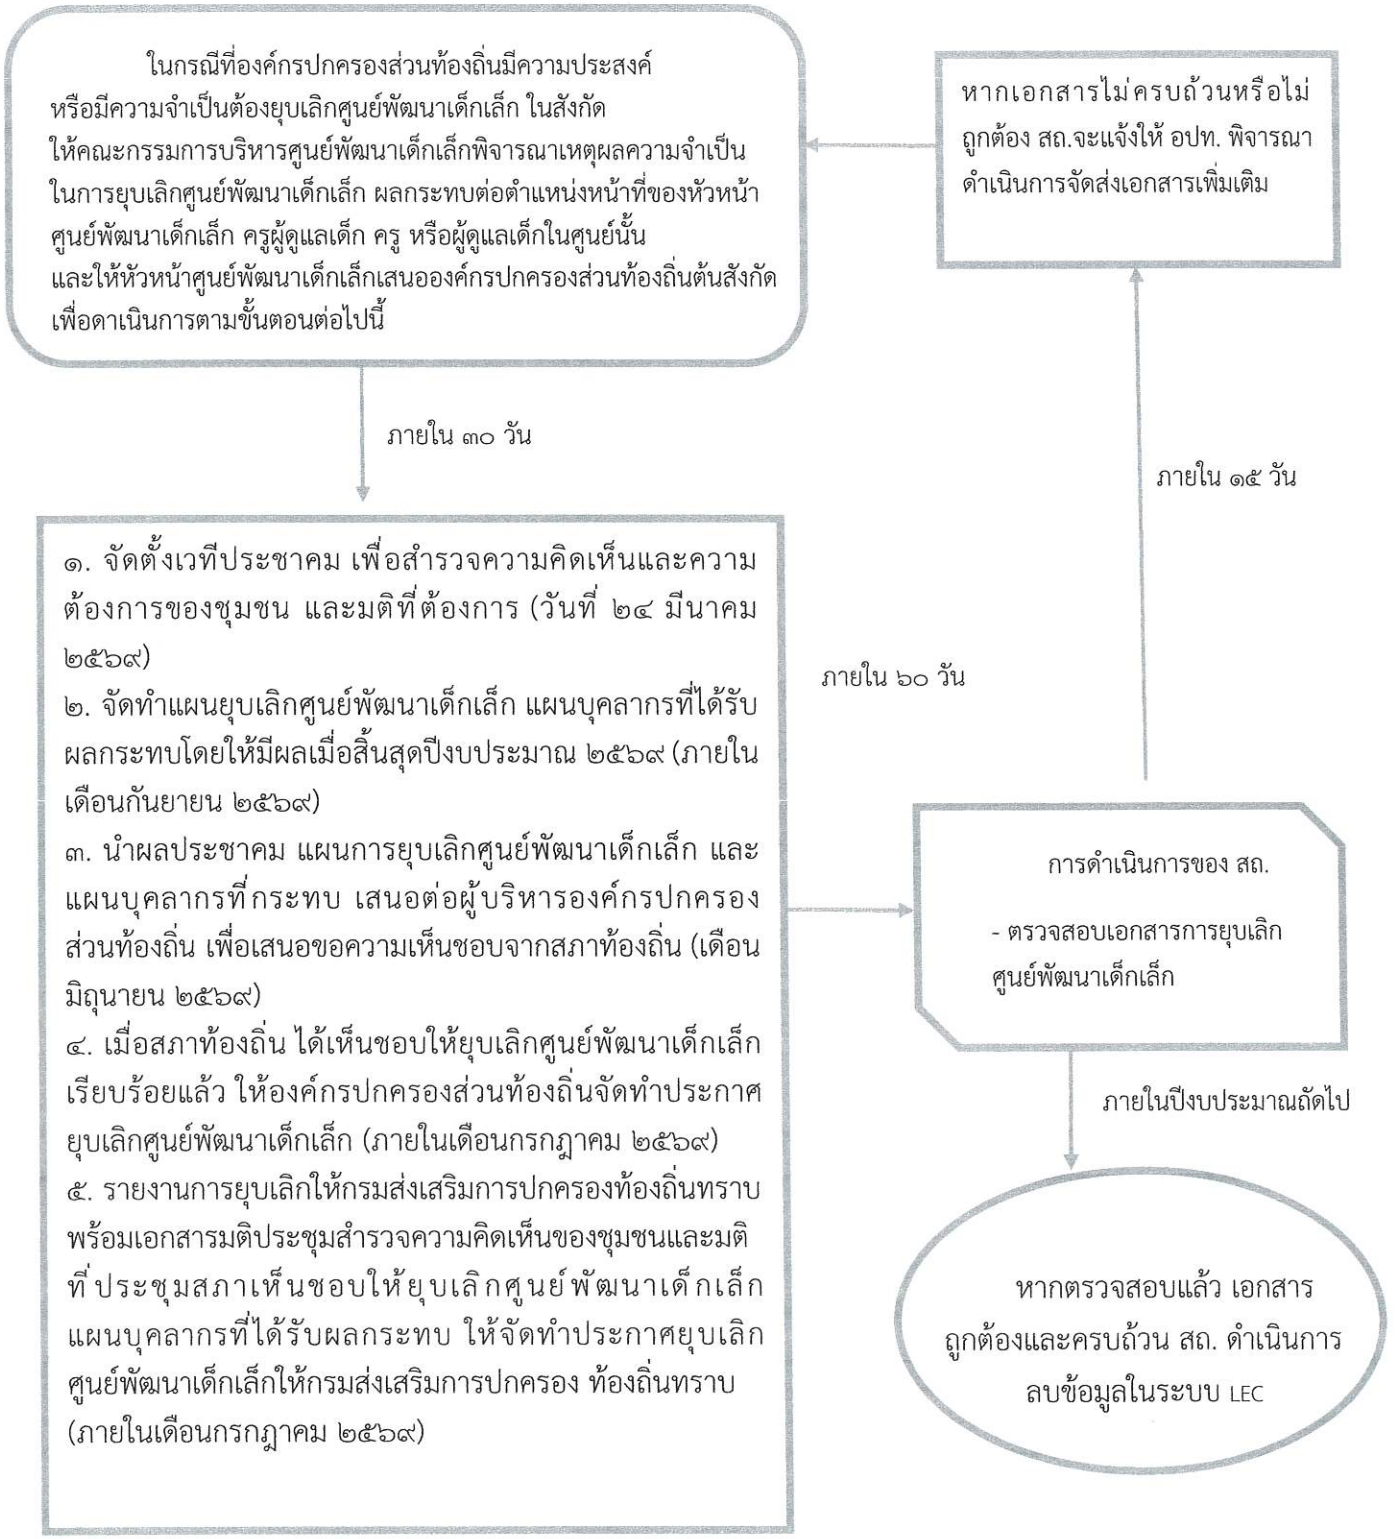 ในกรณีที่องค์กรปกครองส่วนท้องถิ่นมีความประสงค์
หรือมีความจำเป็นต้องยุบเลิกศูนย์พัฒนาเด็กเล็ก ในสังกัด
ให้คณะกรรมการบริหารศูนย์พัฒนาเด็กเล็กพิจารณาเหตุผลความจำเป็น
ในการยุบเลิกศูนย์พัฒนาเด็กเล็ก ผลกระทบต่อตำแหน่งหน้าที่ของหัวหน้า
ศูนย์พัฒนาเด็กเล็ก ครูผู้ดูแลเด็ก ครู หรือผู้ดูแลเด็กในศูนย์นั้น
และให้หัวหน้าศูนย์พัฒนาเด็กเล็กเสนอองค์กรปกครองส่วนท้องถิ่นต้นสังกัด
เพื่อดาเนินการตามขั้นตอนต่อไปนี้
หากเอกสารไม่ครบถ้วนหรือไม่
ถูกต้อง สถ.จะแจ้งให้ อปท. พิจารณา
ดำเนินการจัดส่งเอกสารเพิ่มเติม
ภายใน ๓๐ วัน
ภายใน ๑๕ วัน
๑. จัดตั้งเวทีประชาคม เพื่อสำรวจความคิดเห็นและความ
ต้องการของชุมชน และมติที่ต้องการ (วันที่ ๒๔ มีนาคม
๒๕๖๙)
๒. จัดทำแผนยุบเลิกศูนย์พัฒนาเด็กเล็ก แผนบุคลากรที่ได้รับ
ผลกระทบโดยให้มีผลเมื่อสิ้นสุดปีงบประมาณ ๒๕๖๙ (ภายใน
เดือนกันยายน ๒๕๖๙)
๓. นำผลประชาคม แผนการยุบเลิกศูนย์พัฒนาเด็กเล็ก และ
แผนบุคลากรที่กระทบ เสนอต่อผู้บริหารองค์กรปกครอง
ส่วนท้องถิ่น เพื่อเสนอขอความเห็นชอบจากสภาท้องถิ่น (เดือน
มิถุนายน ๒๕๖๙)
๔. เมื่อสภาท้องถิ่น ได้เห็นชอบให้ยุบเลิกศูนย์พัฒนาเด็กเล็ก
เรียบร้อยแล้ว ให้องค์กรปกครองส่วนท้องถิ่นจัดทำประกาศ
ยุบเลิกศูนย์พัฒนาเด็กเล็ก (ภายในเดือนกรกฎาคม ๒๕๖๙)
๕. รายงานการยุบเลิกให้กรมส่งเสริมการปกครองท้องถิ่นทราบ
พร้อมเอกสารมติประชุมสำรวจความคิดเห็นของชุมชนและมติ
ที่ประชุมสภาเห็นชอบให้ยุบเลิกศูนย์พัฒนาเด็กเล็ก
แผนบุคลากรที่ได้รับผลกระทบ ให้จัดทำประกาศยุบเลิก
ศูนย์พัฒนาเด็กเล็กให้กรมส่งเสริมการปกครอง ท้องถิ่นทราบ
(ภายในเดือนกรกฎาคม ๒๕๖๙)
ภายใน ๖๐ วัน
การดำเนินการของ สถ.
- ตรวจสอบเอกสารการยุบเลิก
ศูนย์พัฒนาเด็กเล็ก
ภายในปีงบประมาณถัดไป
หากตรวจสอบแล้ว เอกสาร
ถูกต้องและครบถ้วน สถ. ดำเนินการ
ลบข้อมูลในระบบ LEC